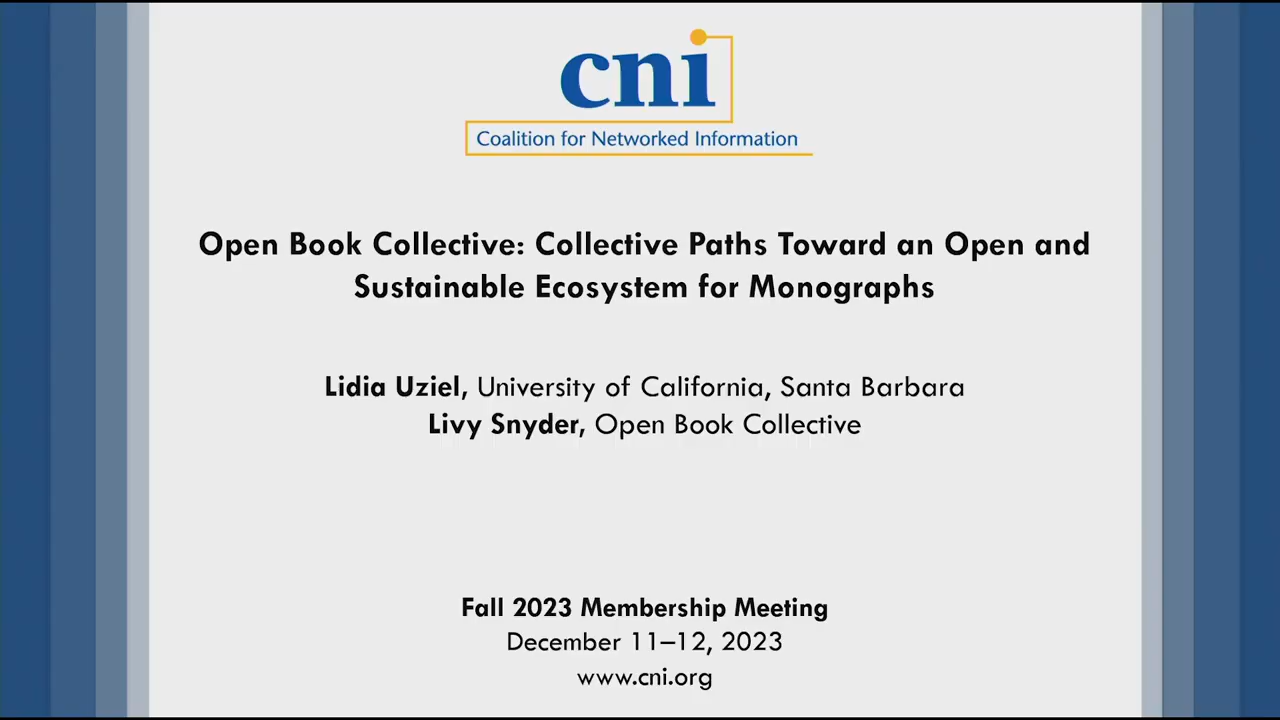 cni
Coalition for Networked Information
Open Book Collective: Collective Paths Toward an Open and
Sustainable Ecosystem for Monographs
Lidia Uziel, University of California, Santa Barbara
Livy Snyder, Open Book Collective
Fall 2023 Membership Meeting
December 11–12, 2023
www.cni.org